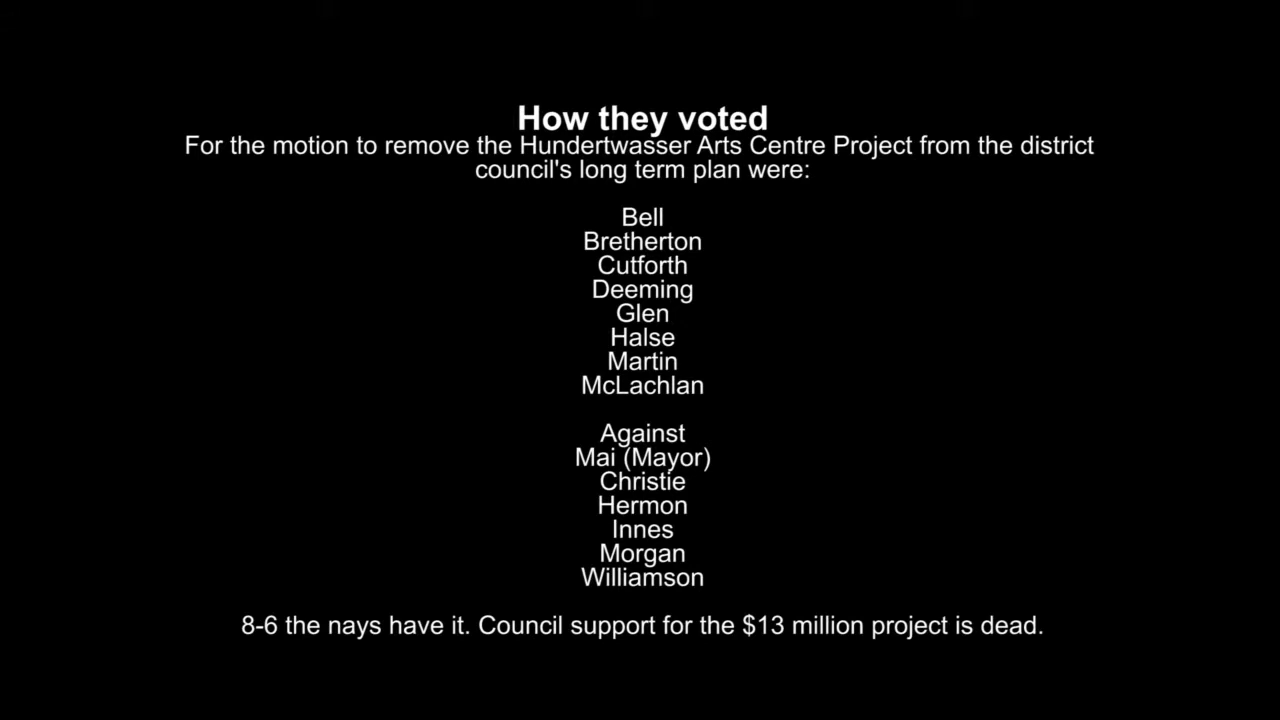 How they voted
For the motion to remove the Hundertwasser Arts Centre Project from the district
council's long term plan were:
Bell
Bretherton
Cutforth
Deeming
Glen
Halse
Martin
McLachlan
Against
Mai (Mayor)
Christie
Hermon
Innes
Morgan
Williamson
8-6 the nays have it. Council support for the $13 million project is dead.